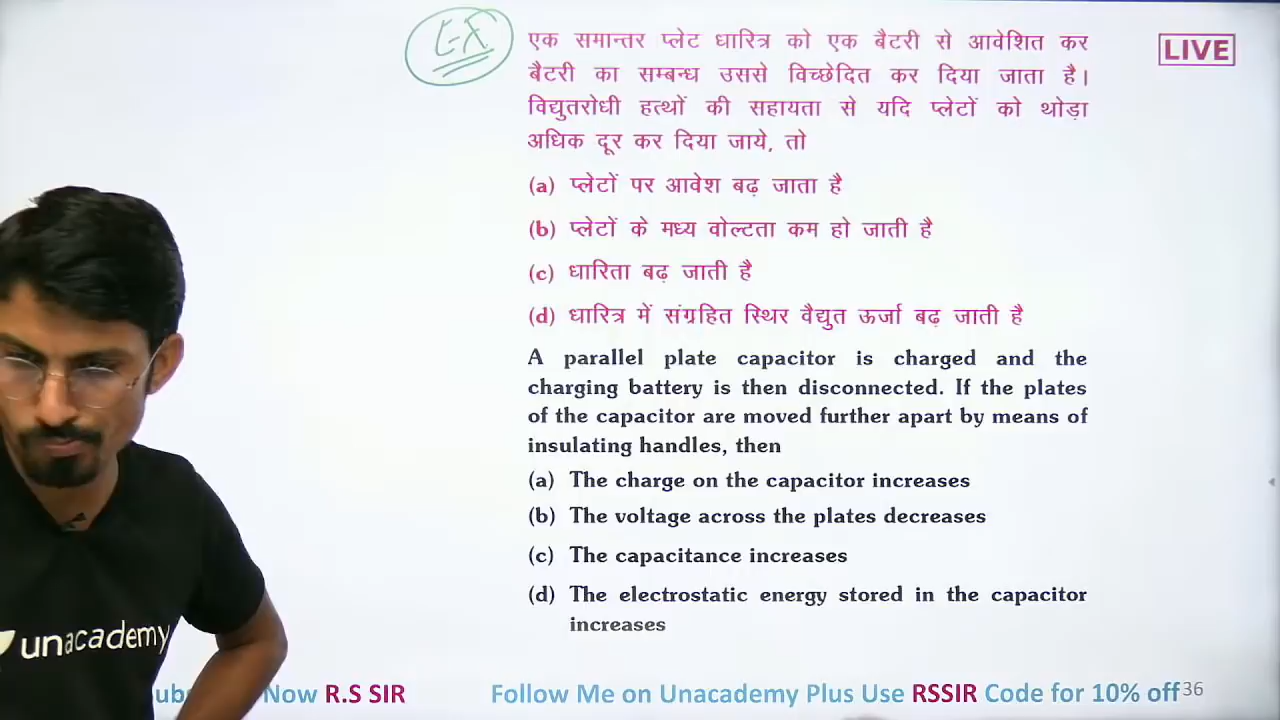 एक समान्तर प्लेट धारित्र को एक बैटरी से आवेशित कर
बैटरी का सम्बन्ध उससे विच्छेदित कर दिया जाता है।
विद्युतरोधी हत्थों की सहायता से यदि प्लेटों को थोड़ा
अधिक दूर कर दिया जाये, तो
(a) प्लेटों पर आवेश बढ़ जाता है
(b) प्लेटों के मध्य वोल्टता कम हो जाती है
(c) धारिता बढ़ जाती है
(d) धारित्र में संग्रहित स्थिर वैद्युत ऊर्जा बढ़ जाती है
A parallel plate capacitor is charged and the
charging battery is then disconnected. If the plates
of the capacitor are moved further apart by means of
insulating handles, then
(a) The charge on the capacitor increases
(b) The voltage across the plates decreases
(c) The capacitance increases
(d) The electrostatic energy stored in the capacitor
increases
LIVE
unacademy
Now R.S SIR
Follow Me on Unacademy Plus Use RSSIR Code for 10% off
36